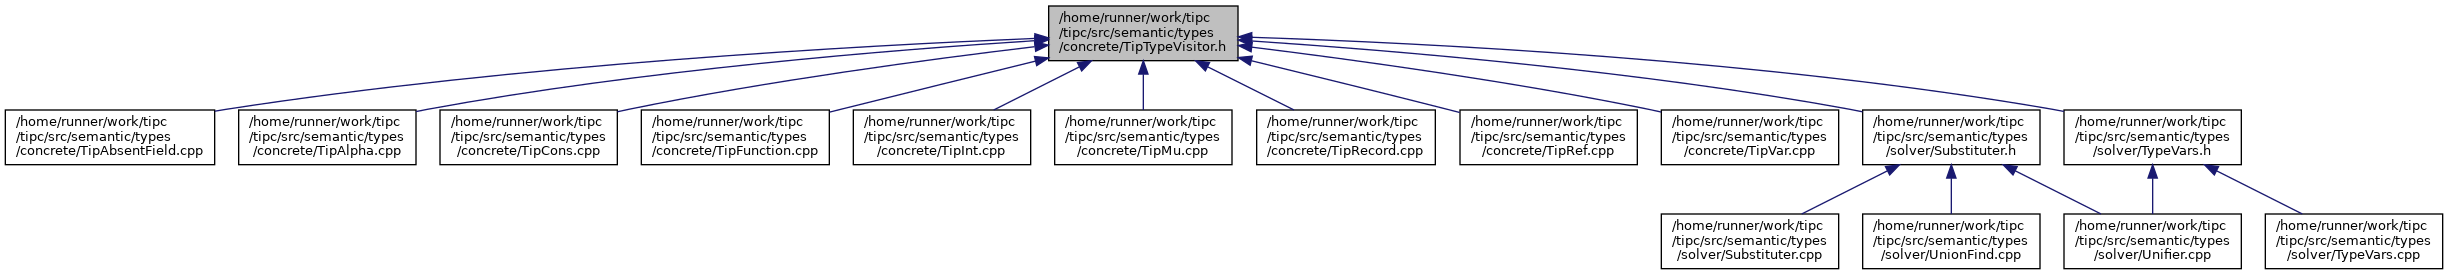 /home/runner/work/tipc
/tipc/src/semantic/types
/concrete/TipTypeVisitor.h
/home/runner/work/tipc
/tipc/src/semantic/types
/concrete/TipAbsentField.cpp
/home/runner/work/tipc
/tipc/src/semantic/types
/concrete/TipAlpha.cpp
/home/runner/work/tipc
/tipc/src/semantic/types
/concrete/TipCons.cpp
/home/runner/work/tipc
/tipc/src/semantic/types
/concrete/TipFunction.cpp
/home/runner/work/tipc
/tipc/src/semantic/types
/concrete/TipInt.cpp
/home/runner/work/tipc
/tipc/src/semantic/types
/concrete/TipMu.cpp
/home/runner/work/tipc
/tipc/src/semantic/types
/concrete/TipRecord.cpp
/home/runner/work/tipc
/tipc/src/semantic/types
/concrete/TipRef.cpp
/home/runner/work/tipc
/tipc/src/semantic/types
/concrete/TipVar.cpp
/home/runner/work/tipc
/tipc/src/semantic/types
/solver/Substituter.h
/home/runner/work/tipc
/tipc/src/semantic/types
/solver/TypeVars.h
/home/runner/work/tipc
/tipc/src/semantic/types
/solver/Substituter.cpp
/home/runner/work/tipc
/tipc/src/semantic/types
/solver/UnionFind.cpp
/home/runner/work/tipc
/tipc/src/semantic/types
/solver/Unifier.cpp
/home/runner/work/tipc
/tipc/src/semantic/types
/solver/TypeVars.cpp